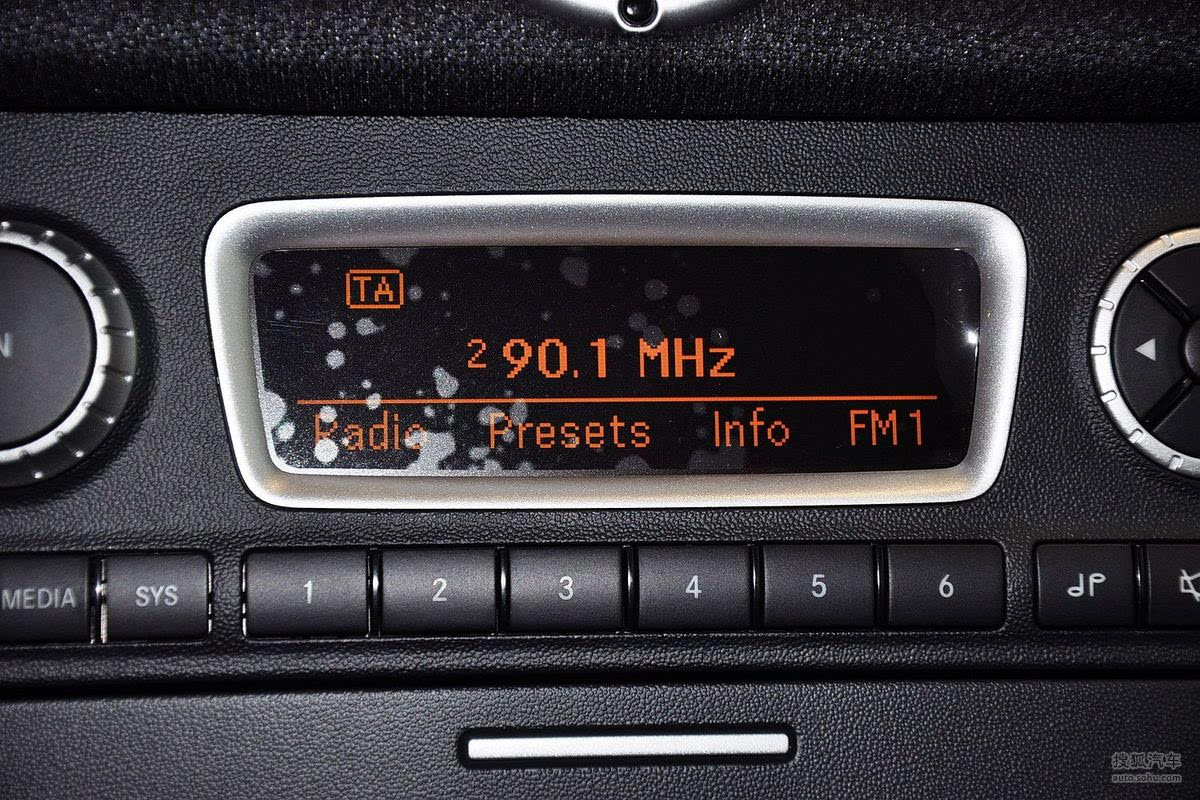 TA
2 90.1 MHz
Radio Presets Info FM1
MEDIA SYS 1 2 3 4 5 6
搜狐汽车
auto.sohu.com